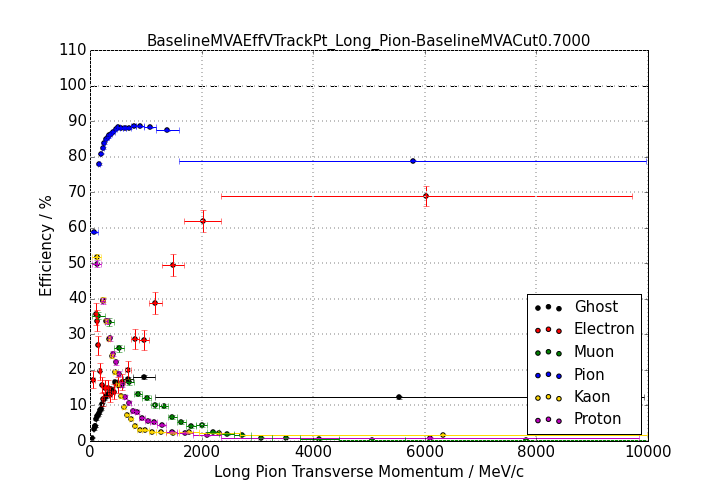 BaselineMVAEffVTrackPt_Long_Pion-BaselineMVACut0.7000
110
100
90
80
70
60
50
40
30
20
10
0
Efficiency / %
Ghost
Electron
Muon
Pion
Kaon
Proton
0 2000 4000 6000 8000 10000
Long Pion Transverse Momentum / MeV/c